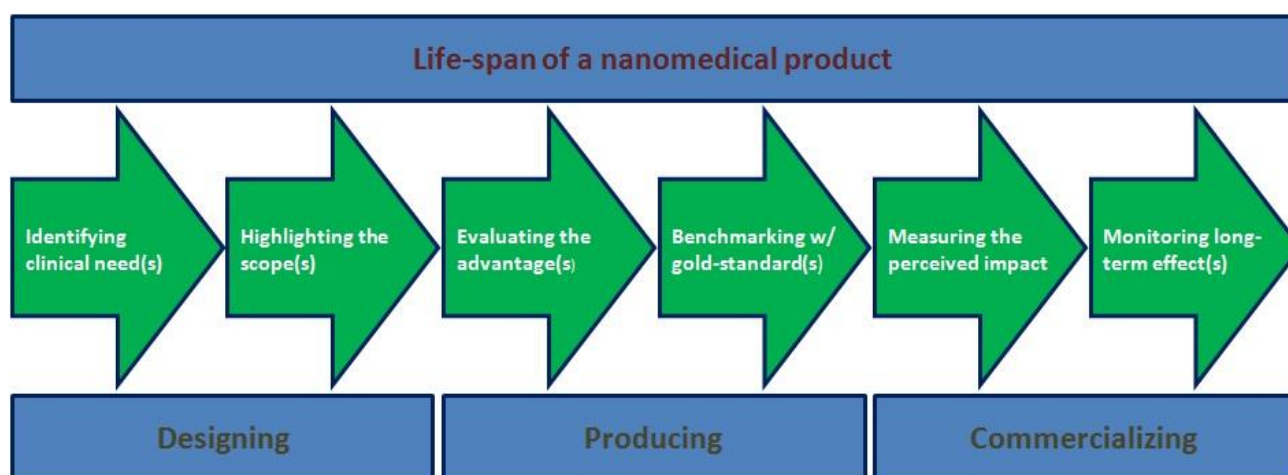 Life-span of a nanomedical product
Identifying
clinical need(s)
Highlighting the
scope(s)
Evaluating the
advantage(s)
Benchmarking w/
gold-standard(s)
Measuring the
perceived impact
Monitoring long-
term effect(s)
Designing
Producing
Commercializing